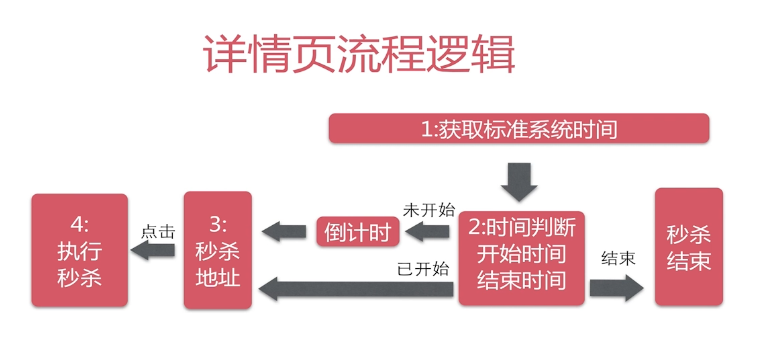 详情页流程逻辑
1:获取标准系统时间
4:
执行
秒杀
点击
3:
秒杀
地址
倒计时
未开始
已开始
2:时间判断
开始时间
结束时间
结束
秒杀
结束